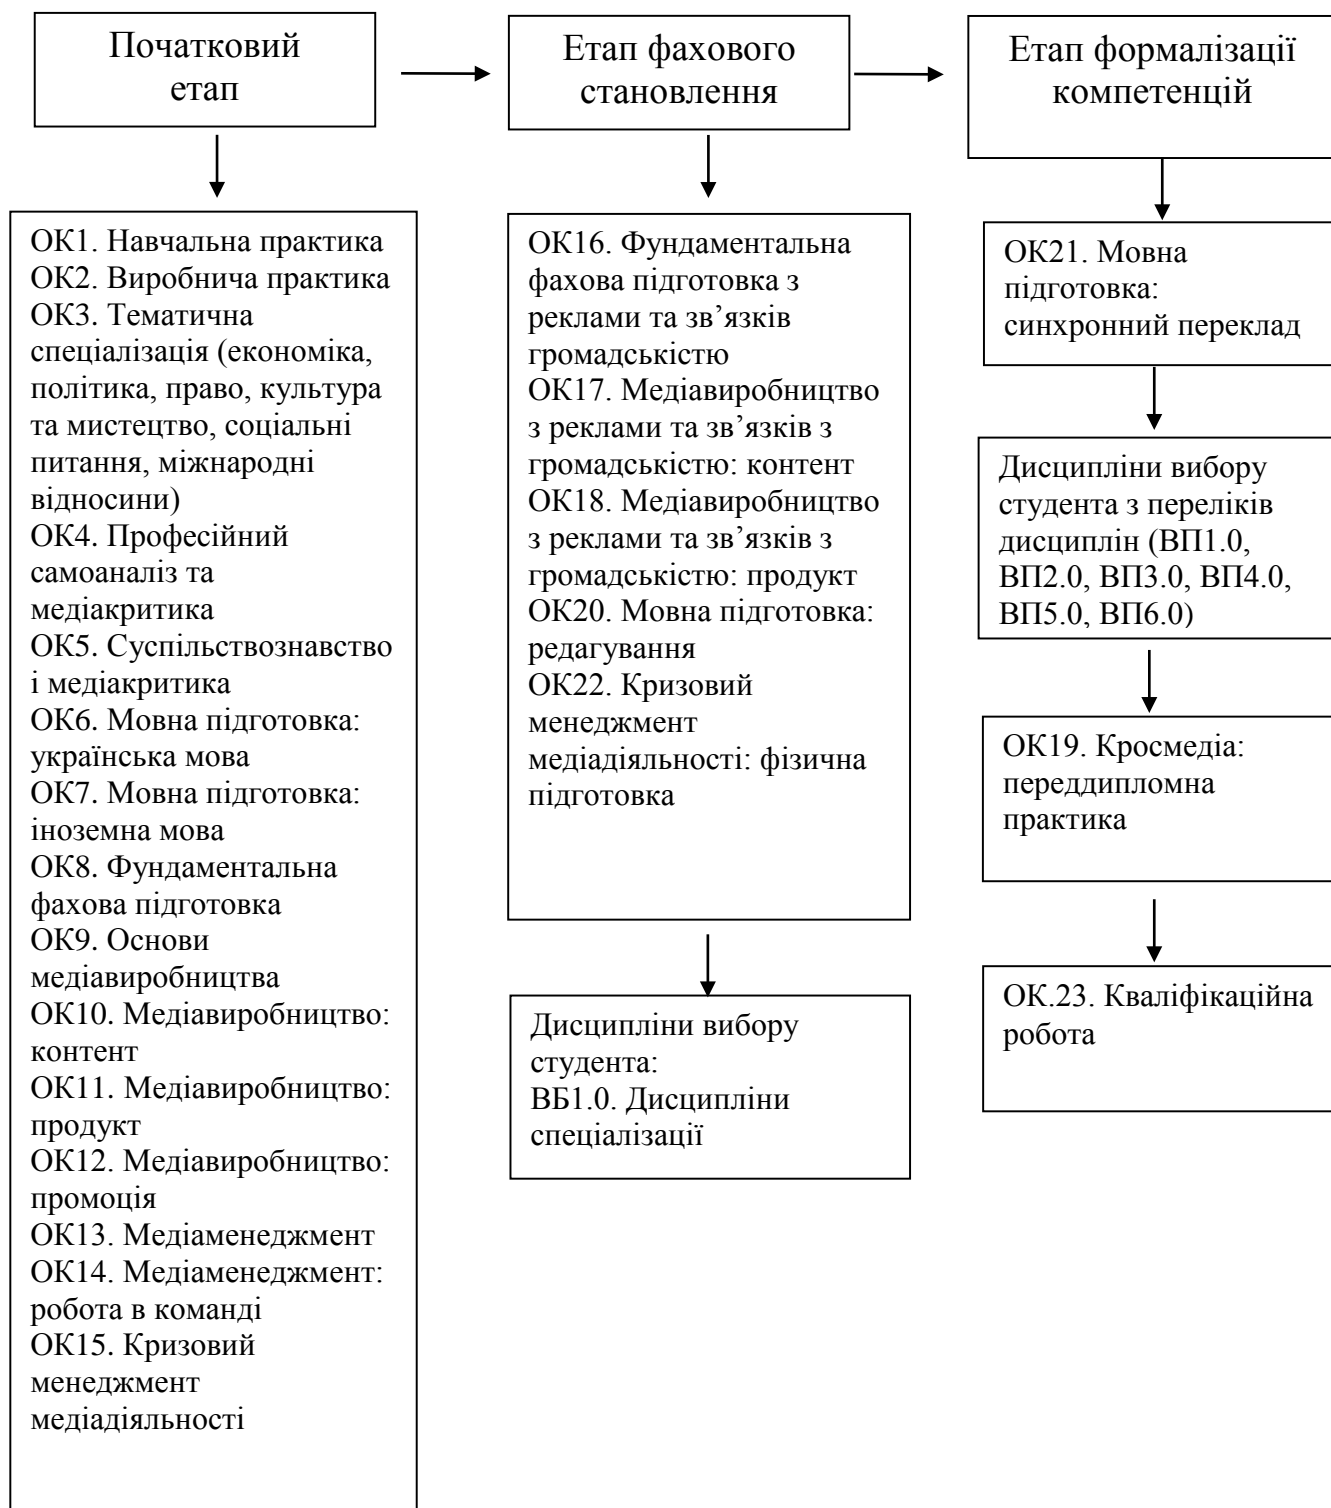 Початковий
етап
Етап фахового
становлення
Етап формалізації
компетенцій
ОК1. Навчальна практика
ОК2. Виробнича практика
ОК3. Тематична
спеціалізація (економіка,
політика, право, культура
та мистецтво, соціальні
питання, міжнародні
відносини)
ОК4. Професійний
самоаналіз та
медіакритика
ОК5. Суспільствознавство
і медіакритика
ОК6. Мовна підготовка:
українська мова
ОК7. Мовна підготовка:
іноземна мова
ОК8. Фундаментальна
фахова підготовка
ОК9. Основи
медіавиробництва
ОК10. Медіавиробництво:
контент
ОК11. Медіавиробництво:
продукт
ОК12. Медіавиробництво:
промоція
ОК13. Медіаменеджмент
ОК14. Медіаменеджмент:
робота в команді
ОК15. Кризовий
менеджмент
медіадіяльності
ОК16. Фундаментальна
фахова підготовка з
реклами та зв’язків
громадськістю
ОК17. Медіавиробництво
з реклами та зв’язків з
громадськістю: контент
ОК18. Медіавиробництво
з реклами та зв’язків з
громадськістю: продукт
ОК20. Мовна підготовка:
редагування
ОК22. Кризовий
менеджмент
медіадіяльності: фізична
підготовка
Дисципліни вибору
студента:
ВБ1.0. Дисципліни
спеціалізації
ОК21. Мовна
підготовка:
синхронний переклад
Дисципліни вибору
студента з переліків
дисциплін (ВП1.0,
ВП2.0, ВП3.0, ВП4.0,
ВП5.0, ВП6.0)
ОК19. Кросмедіа:
переддипломна
практика
ОК.23. Кваліфікаційна
робота